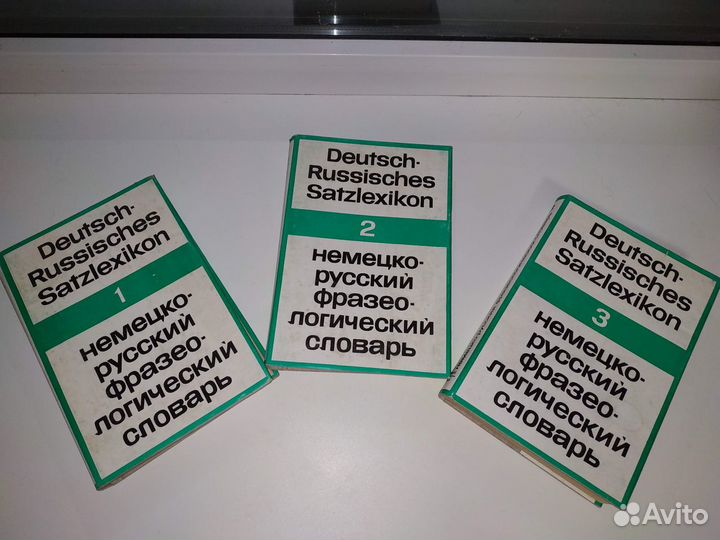 Deutsch-
Russisches
Satzlexikon
1
немецко-
русский
фразео-
логический
словарь
Deutsch-
Russisches
Satzlexikon
2
немецко-
русский
фразео-
логический
словарь
Deutsch-
Russisches
Satzlexikon
3
немецко-
русский
фразео-
логический
словарь
Avito